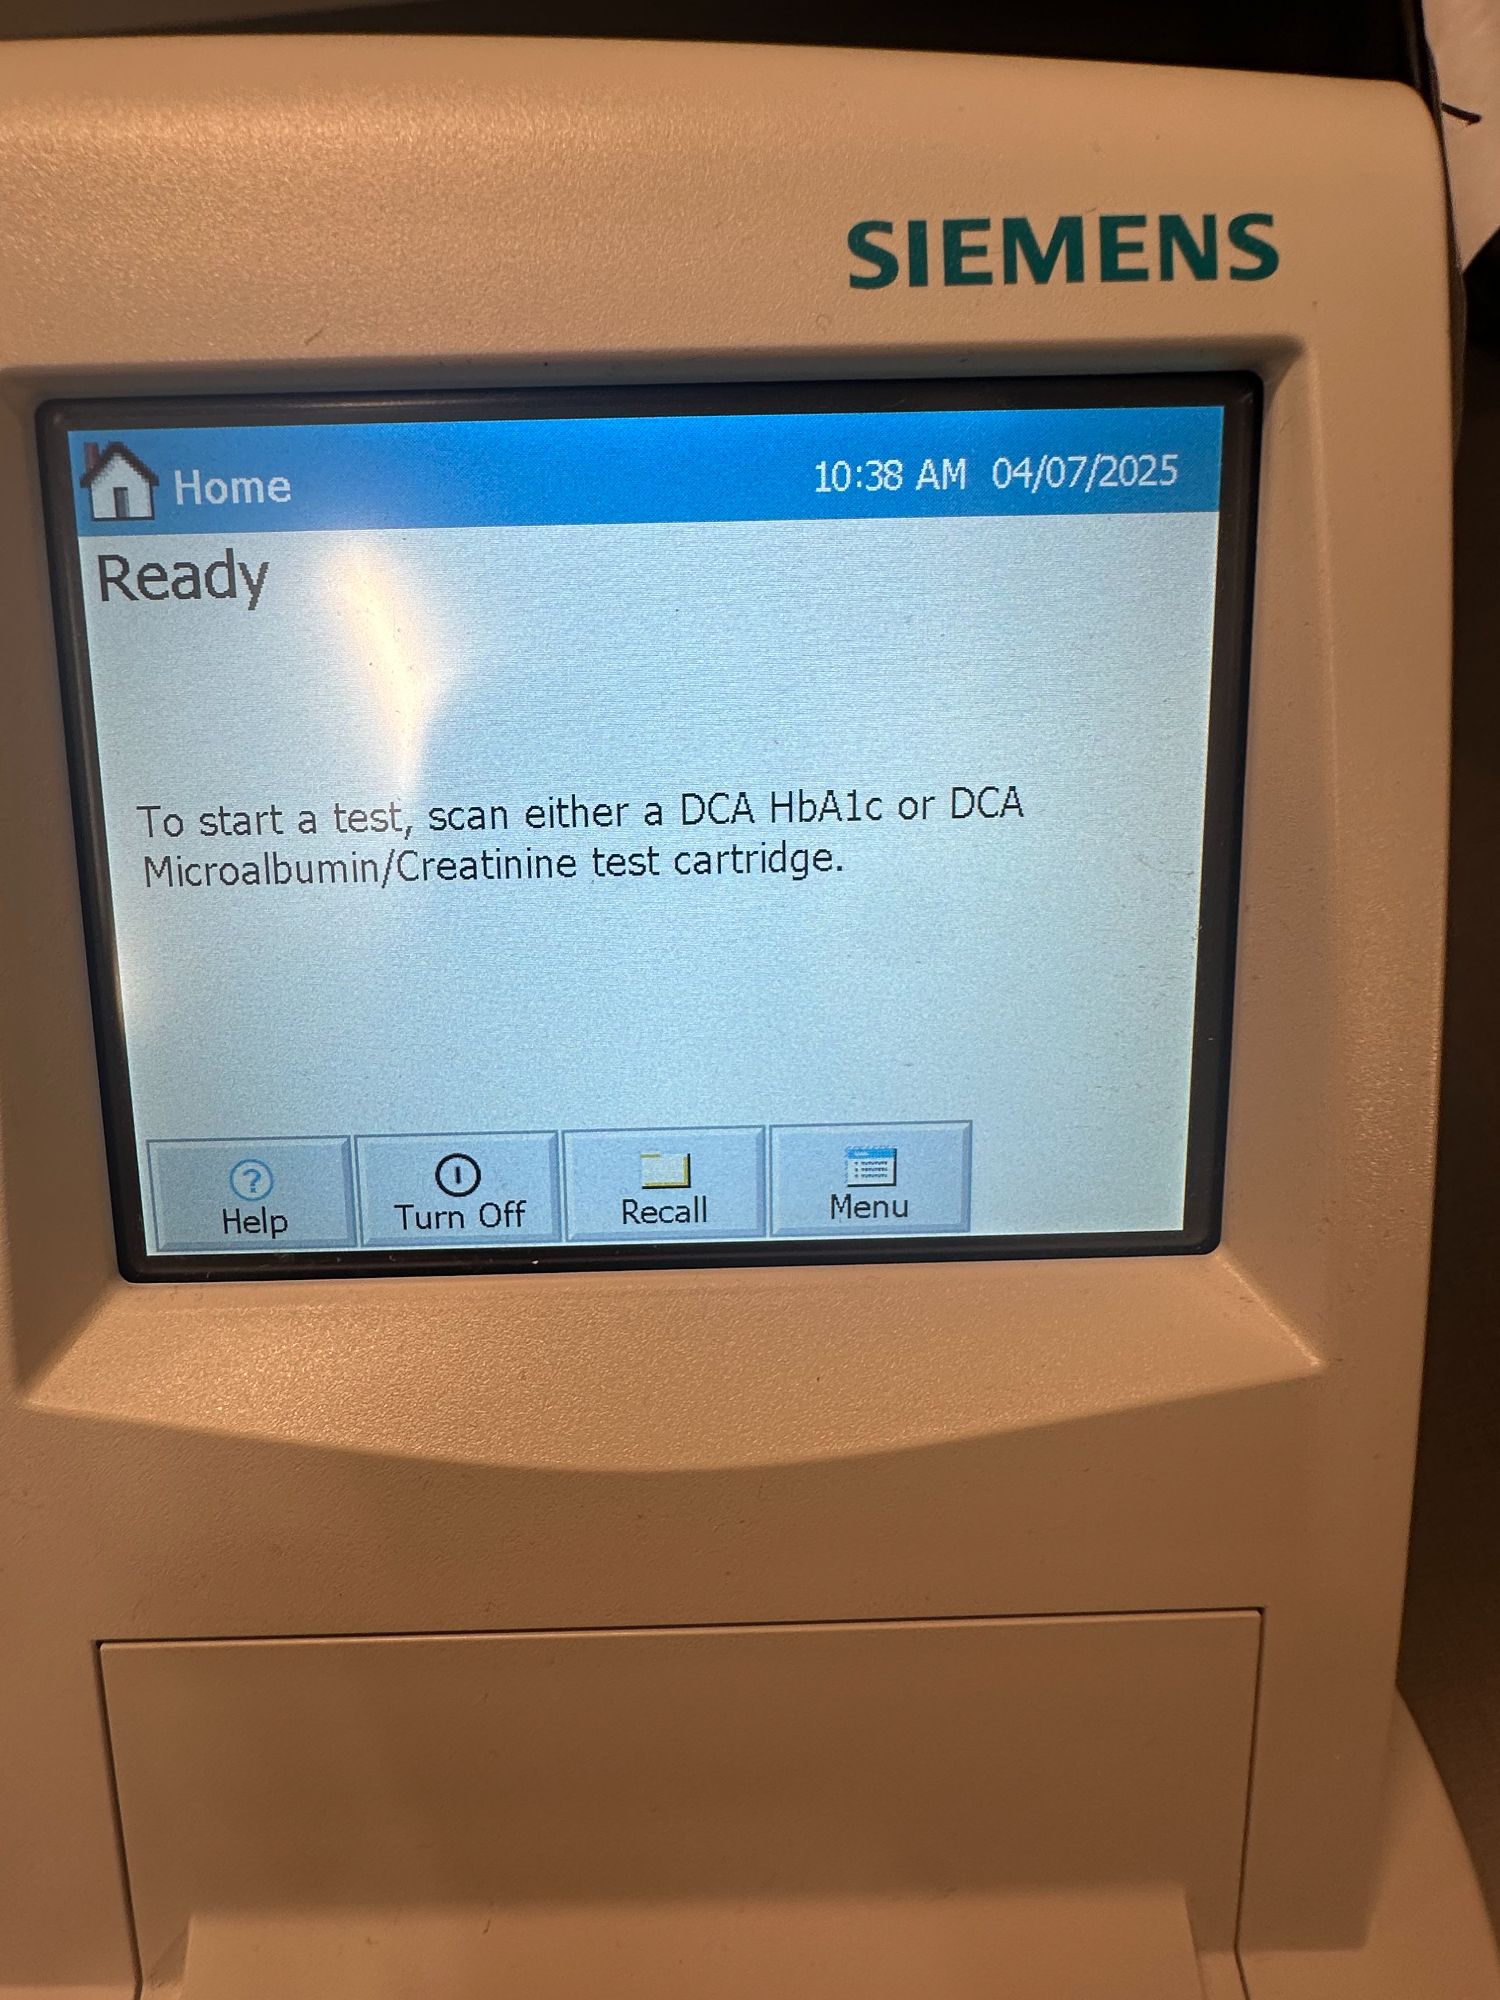 SIEMENS
Home 10:38 AM 04/07/2025
Ready
To start a test, scan either a DCA HbA1c or DCA
Microalbumin/Creatinine test cartridge.
? Help Turn Off Recall Menu